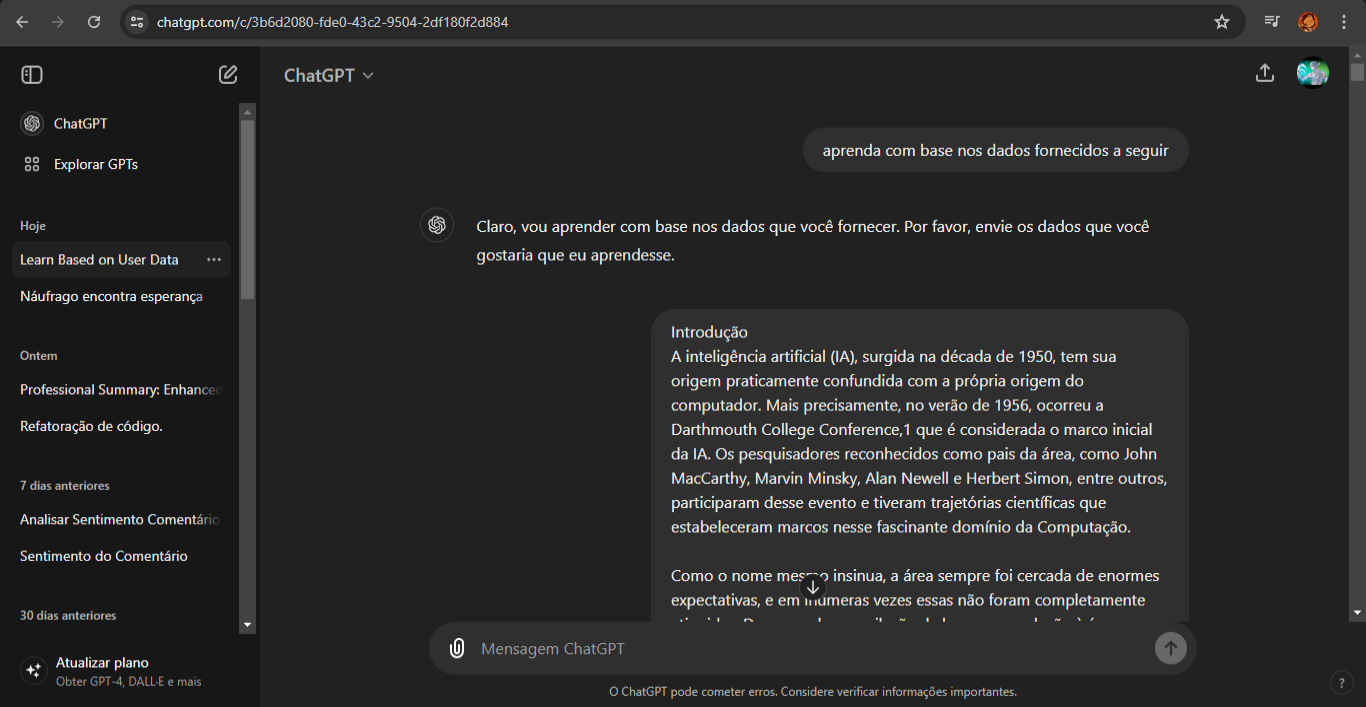 chatgpt.com/c/3b6d2080-fde0-43c2-9504-2df180f2d884
ChatGPT
Explorar GPTs
Hoje
Learn Based on User Data
Náufrago encontra esperança
Ontem
Professional Summary: Enhanced
Refatoração de código.
7 dias anteriores
Analisar Sentimento Comentário
Sentimento do Comentário
30 dias anteriores
Atualizar plano
Obter GPT-4, DALL·E e mais
ChatGPT
aprenda com base nos dados fornecidos a seguir
Claro, vou aprender com base nos dados que você fornecer. Por favor, envie os dados que você
gostaria que eu aprendesse.
Introdução
A inteligência artificial (IA), surgida na década de 1950, tem sua
origem praticamente confundida com a própria origem do
computador. Mais precisamente, no verão de 1956, ocorreu a
Darthmouth College Conference,1 que é considerada o marco inicial
da IA. Os pesquisadores reconhecidos como pais da área, como John
MacCarthy, Marvin Minsky, Alan Newell e Herbert Simon, entre outros,
participaram desse evento e tiveram trajetórias científicas que
estabeleceram marcos nesse fascinante domínio da Computação.
Como o nome mesmo insinua, a área sempre foi cercada de enormes
expectativas, e em inúmeras vezes essas não foram completamente
Mensagem ChatGPT
O ChatGPT pode cometer erros. Considere verificar informações importantes.
?